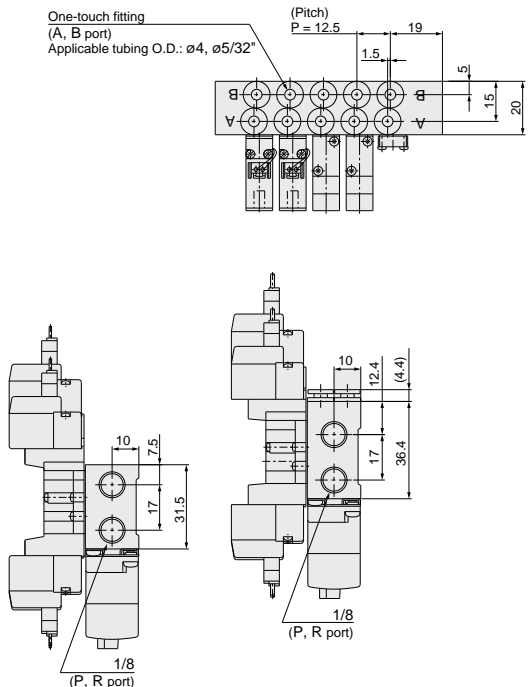 One-touch fitting
(A, B port)
Applicable tubing O.D.: ø4, ø5/32"
(Pitch)
P = 12.5
19
1.5
5
15
20
B
B
A
A
10
12.4
(4.4)
17
36.4
1/8
(P, R port)
10
7.5
17
31.5
1/8
(P, R port)